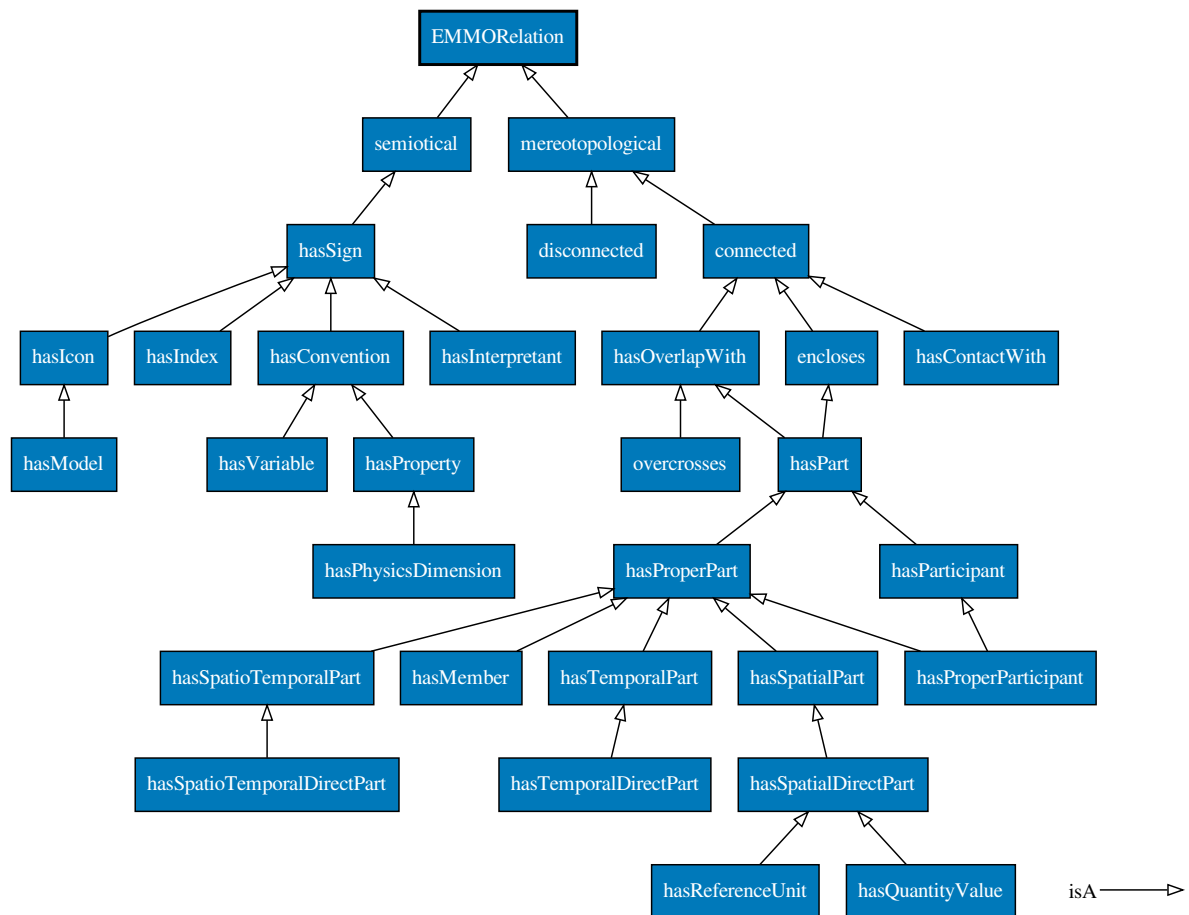 EMMORelation
semiotical
mereotopological
hasSign
disconnected
connected
hasIcon
hasIndex
hasConvention
hasInterpretant
hasOverlapWith
encloses
hasContactWith
hasModel
hasVariable
hasProperty
overcrosses
hasPart
hasPhysicsDimension
hasProperPart
hasParticipant
hasSpatioTemporalPart
hasMember
hasTemporalPart
hasSpatialPart
hasProperParticipant
hasSpatioTemporalDirectPart
hasTemporalDirectPart
hasSpatialDirectPart
hasReferenceUnit
hasQuantityValue
isA